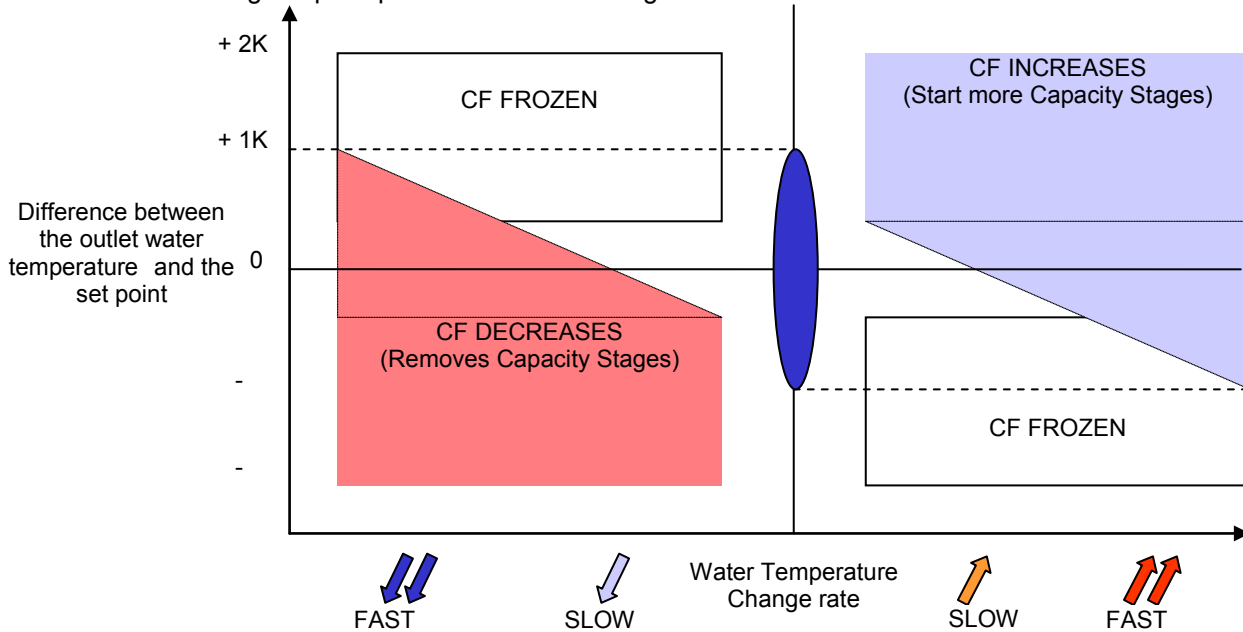 + 2K
CF FROZEN
CF INCREASES
(Start more Capacity Stages)
+ 1K
Difference between
the outlet water
temperature and the
set point
0
CF DECREASES
(Removes Capacity Stages)
-
CF FROZEN
-
Water Temperature
Change rate
FAST
SLOW
SLOW
FAST